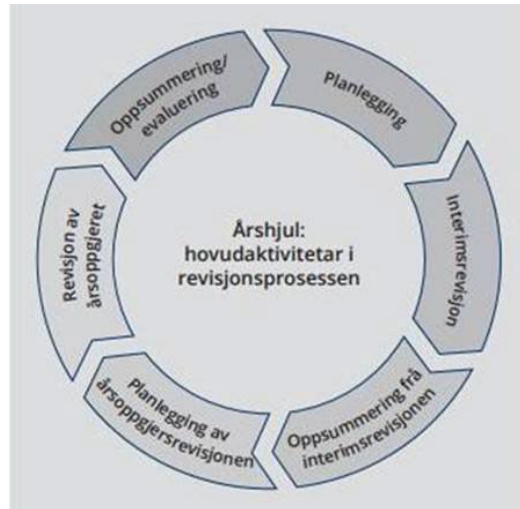 Årshjul:
hovudaktivitetar i
revisjonsprosessen
Planlegging
Interimsrevisjon
Oppsummering frå
interimsrevisjonen
Planlegging av
årsoppgjersrevisjonen
Revisjon av
årsoppgjeret
Oppsummering/
evaluering